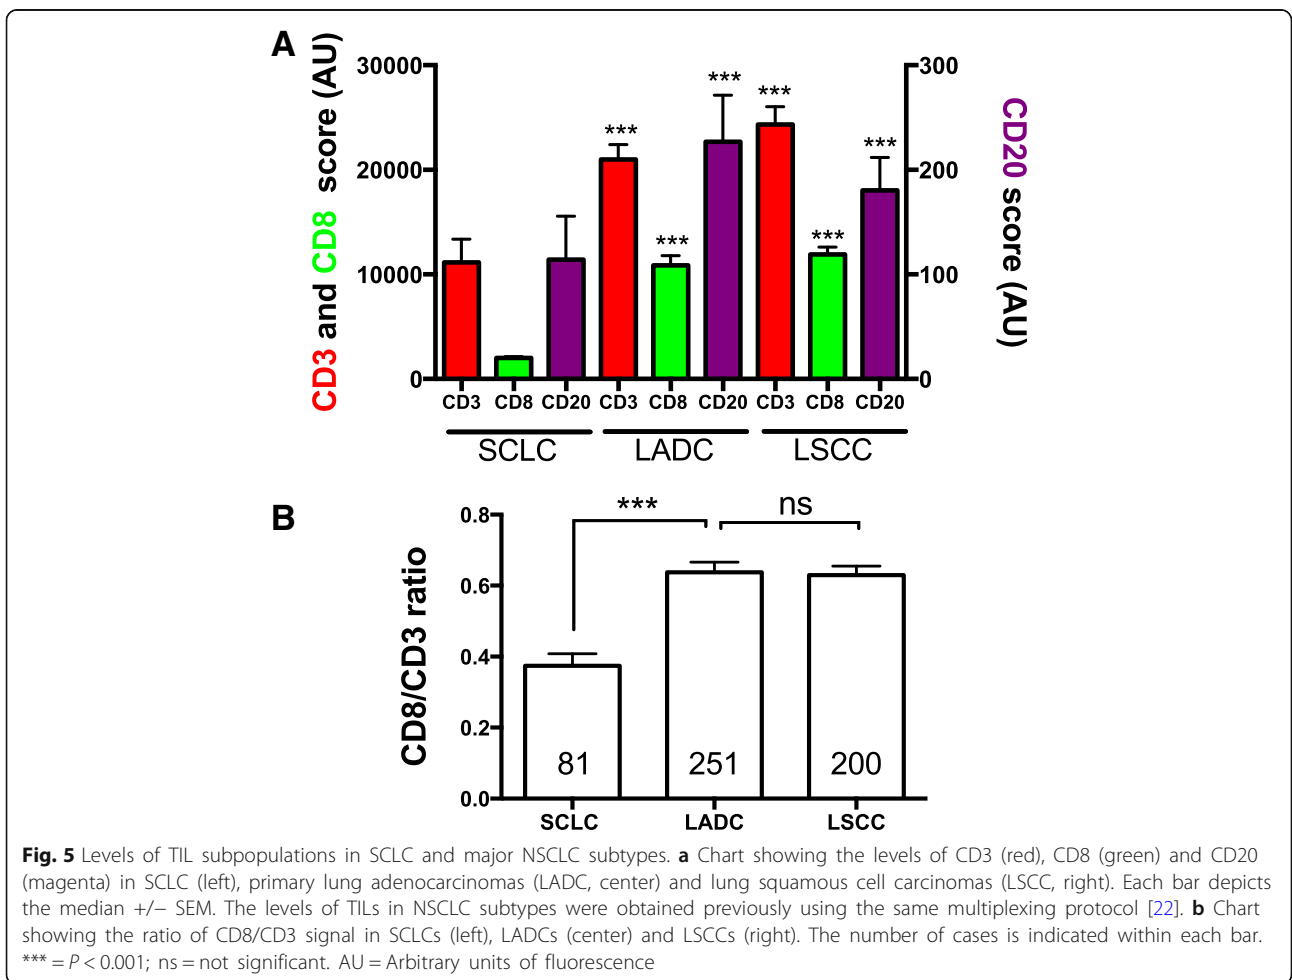 A
CD3 and CD8 score (AU)
30000
20000
10000
0
300
200
100
0
CD20 score (AU)
*** *** *** *** *** ***
CD3 CD8 CD20 CD3 CD8 CD20 CD3 CD8 CD20
SCLC LADC LSCC
B
CD8/CD3 ratio
0.8
0.6
0.4
0.2
0.0
*** ns
81 251 200
SCLC LADC LSCC
Fig. 5 Levels of TIL subpopulations in SCLC and major NSCLC subtypes. a Chart showing the levels of CD3 (red), CD8 (green) and CD20
(magenta) in SCLC (left), primary lung adenocarcinomas (LADC, center) and lung squamous cell carcinomas (LSCC, right). Each bar depicts
the median +/− SEM. The levels of TILs in NSCLC subtypes were obtained previously using the same multiplexing protocol [22]. b Chart
showing the ratio of CD8/CD3 signal in SCLCs (left), LADCs (center) and LSCCs (right). The number of cases is indicated within each bar.
*** = P < 0.001; ns = not significant. AU = Arbitrary units of fluorescence